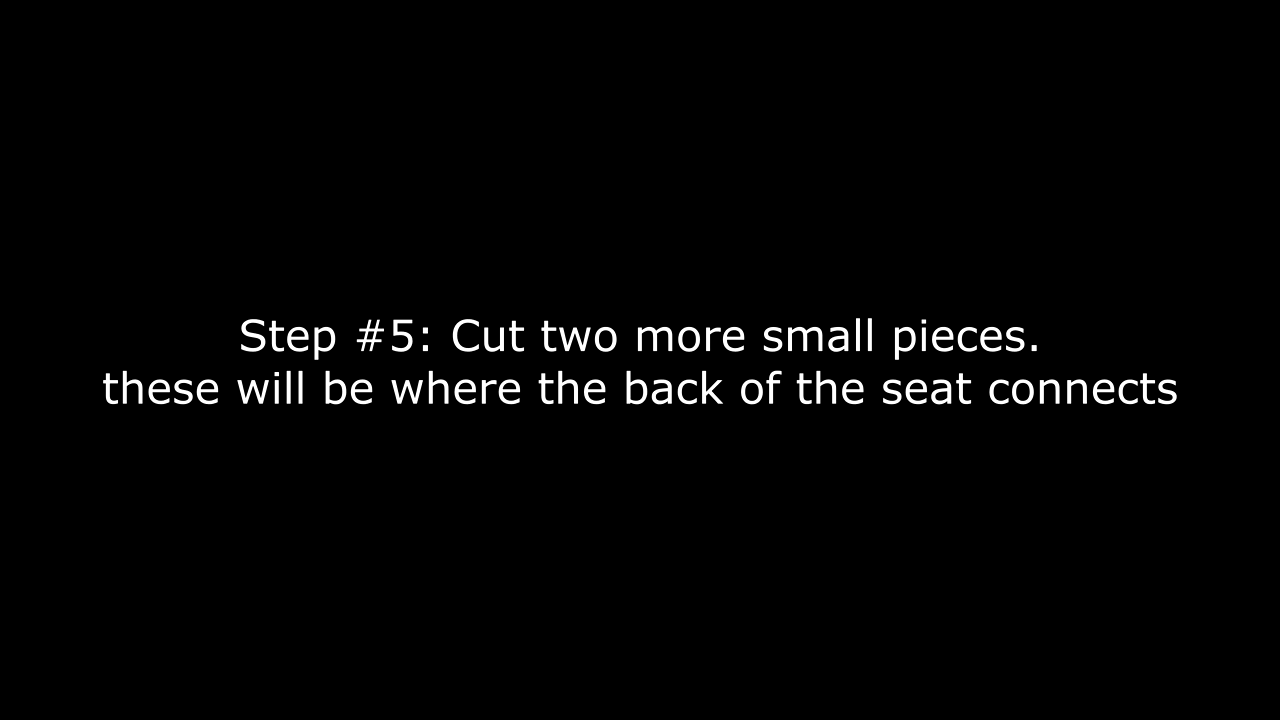 Step #5: Cut two more small pieces.
these will be where the back of the seat connects